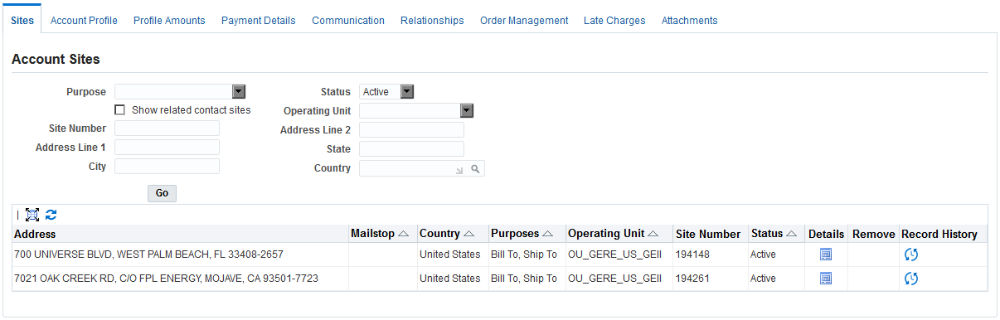 Sites Account Profile Profile Amounts Payment Details Communication Relationships Order Management Late Charges Attachments
Account Sites
Purpose Status Active
Show related contact sites Operating Unit
Site Number Address Line 2
Address Line 1 State
City Country
Go
Address Mailstop Country Purposes Operating Unit Site Number Status Details Remove Record History
700 UNIVERSE BLVD, WEST PALM BEACH, FL 33408-2657 United States Bill To, Ship To OU_GERE_US_GEII 194148 Active
7021 OAK CREEK RD, C/O FPL ENERGY, MOJAVE, CA 93501-7723 United States Bill To, Ship To OU_GERE_US_GEII 194261 Active